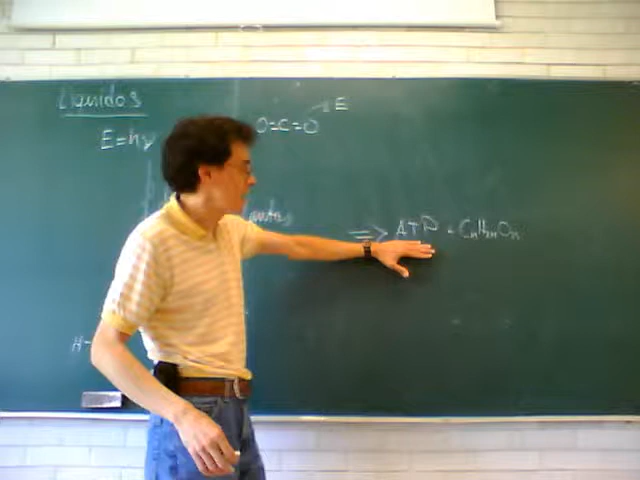 Líquidos
E=hν
O=C=O → E
⇒ ATP + CnH2nOn
H-